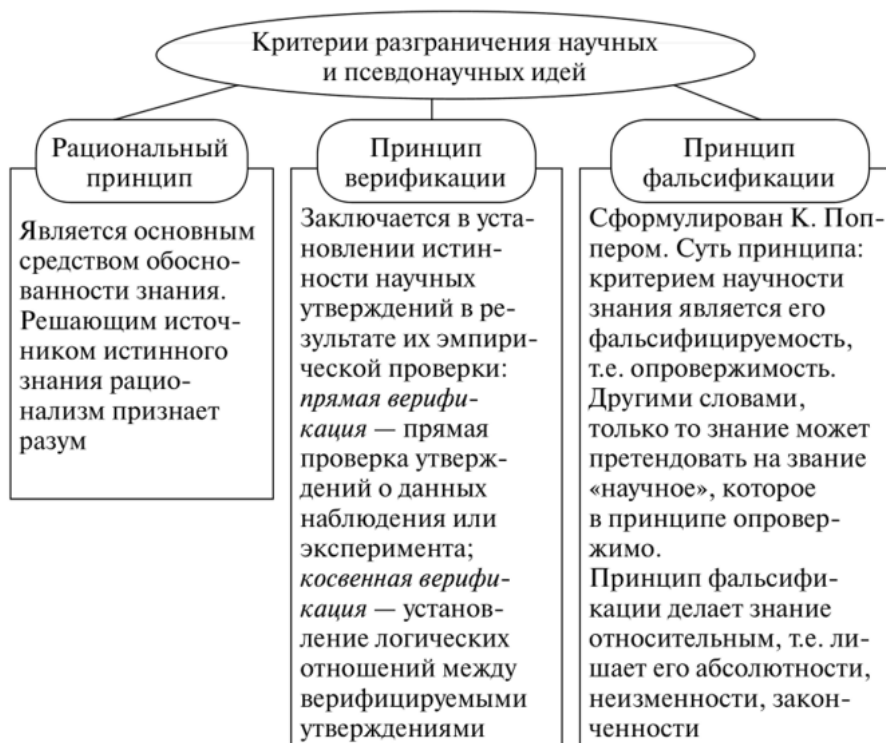 Критерии разграничения научных
и псевдонаучных идей
Рациональный
принцип
Является основным
средством обосно-
ванности знания.
Решающим источ-
ником истинного
знания рацио-
нализм признает
разум
Принцип
верификации
Заключается в уста-
новлении истин-
ности научных
утверждений в ре-
зультате их эмпири-
ческой проверки:
прямая верифи-
кация — прямая
проверка утверж-
дений о данных
наблюдения или
эксперимента;
косвенная верифи-
кация — установ-
ление логических
отношений между
верифицируемыми
утверждениями
Принцип
фальсификации
Сформулирован К. Поп-
пером. Суть принципа:
критерием научности
знания является его
фальсифицируемость,
т.е. опровержимость.
Другими словами,
только то знание может
претендовать на звание
«научное», которое
в принципе опровер-
жимо.
Принцип фальсифи-
кации делает знание
относительным, т.е. ли-
шает его абсолютности,
неизменности, закон-
ченности